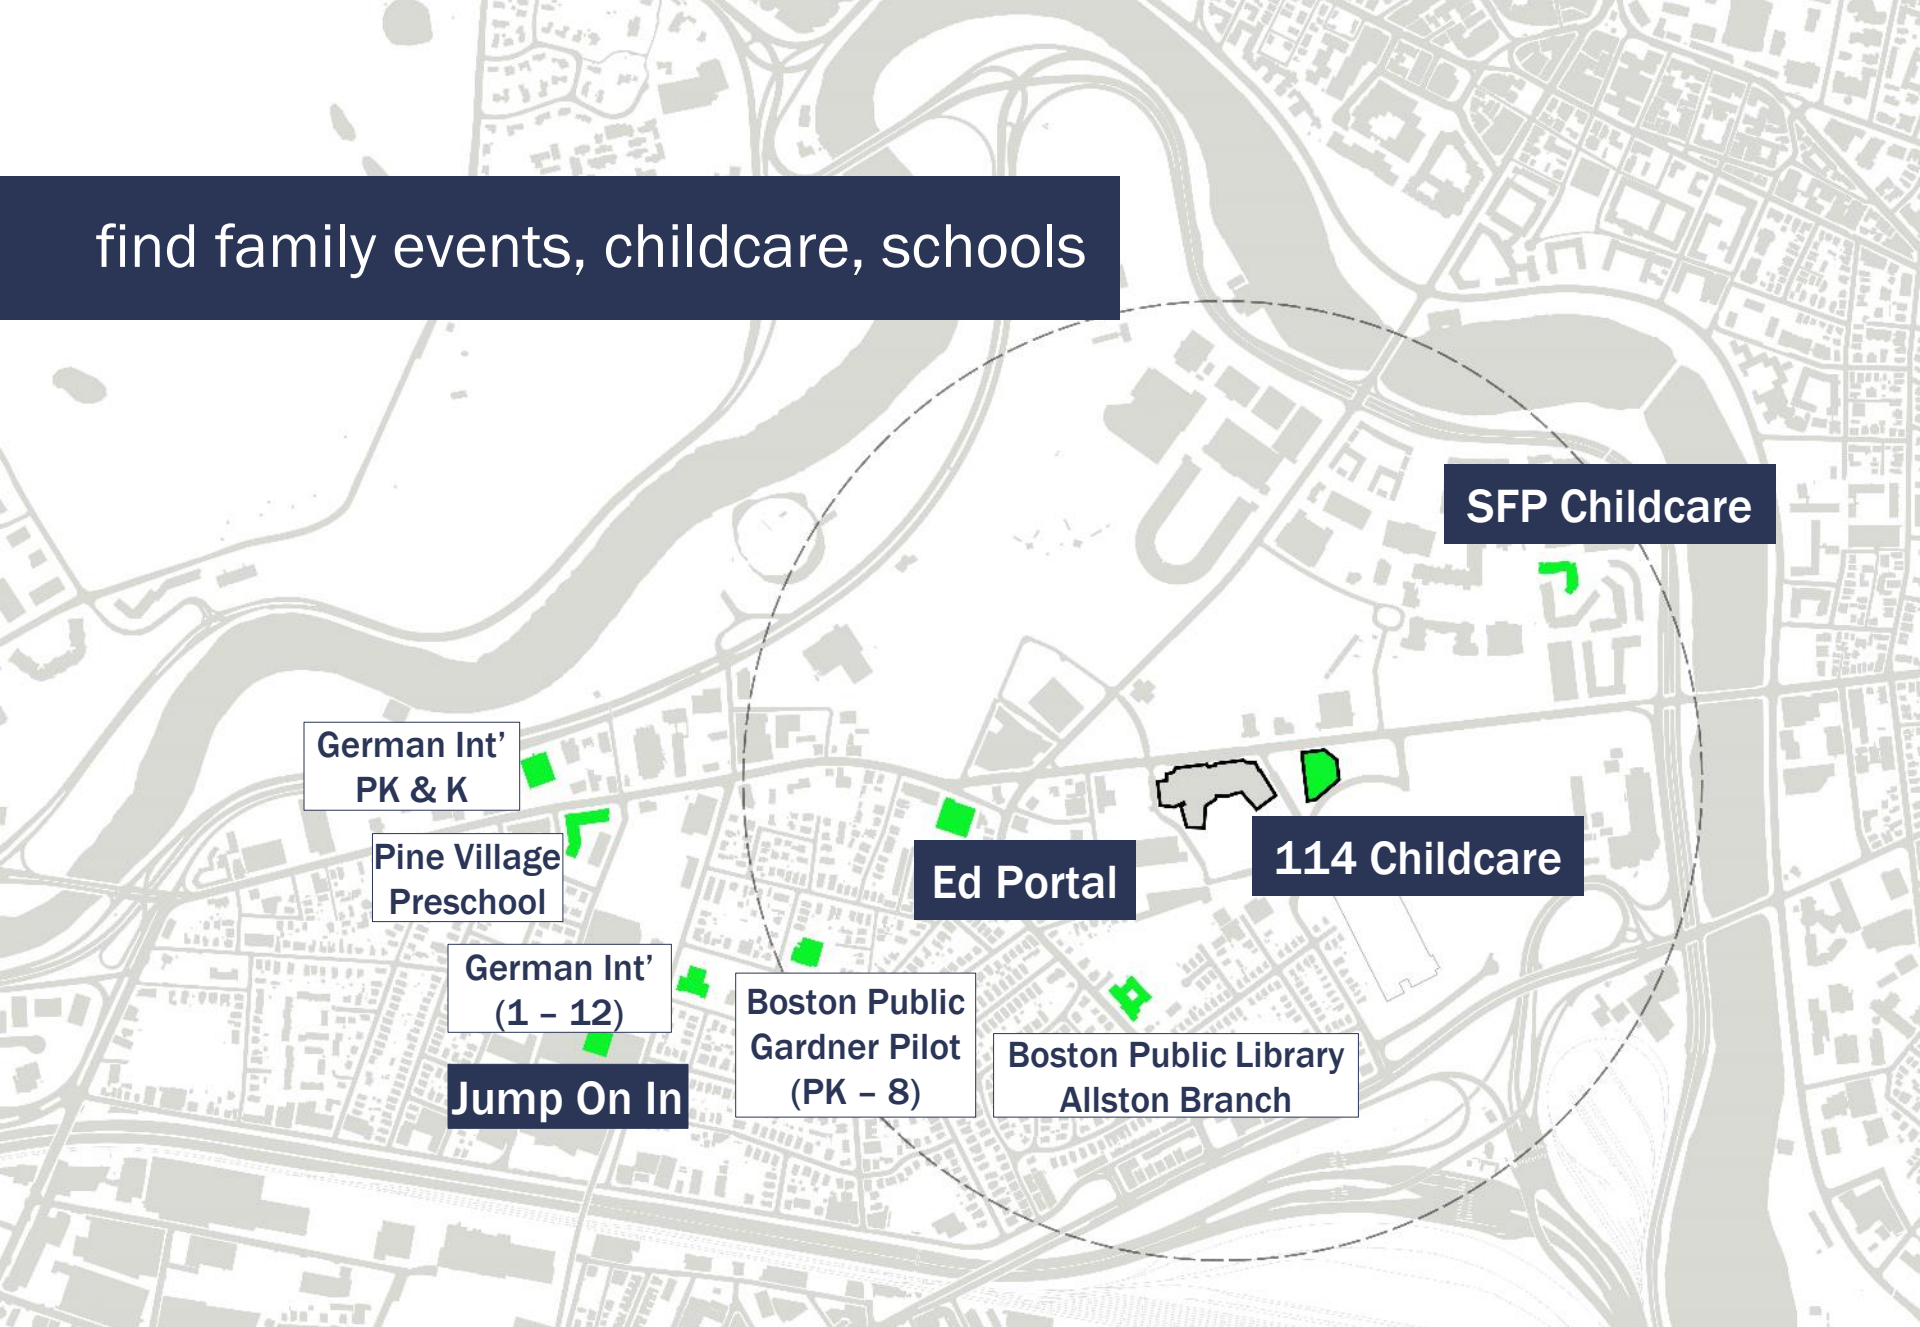 find family events, childcare, schools
SFP Childcare
German Int’
PK & K
Pine Village
Preschool
114 Childcare
Ed Portal
German Int’
(1 – 12)
Boston Public
Gardner Pilot
(PK – 8)
Boston Public Library
Allston Branch
Jump On In